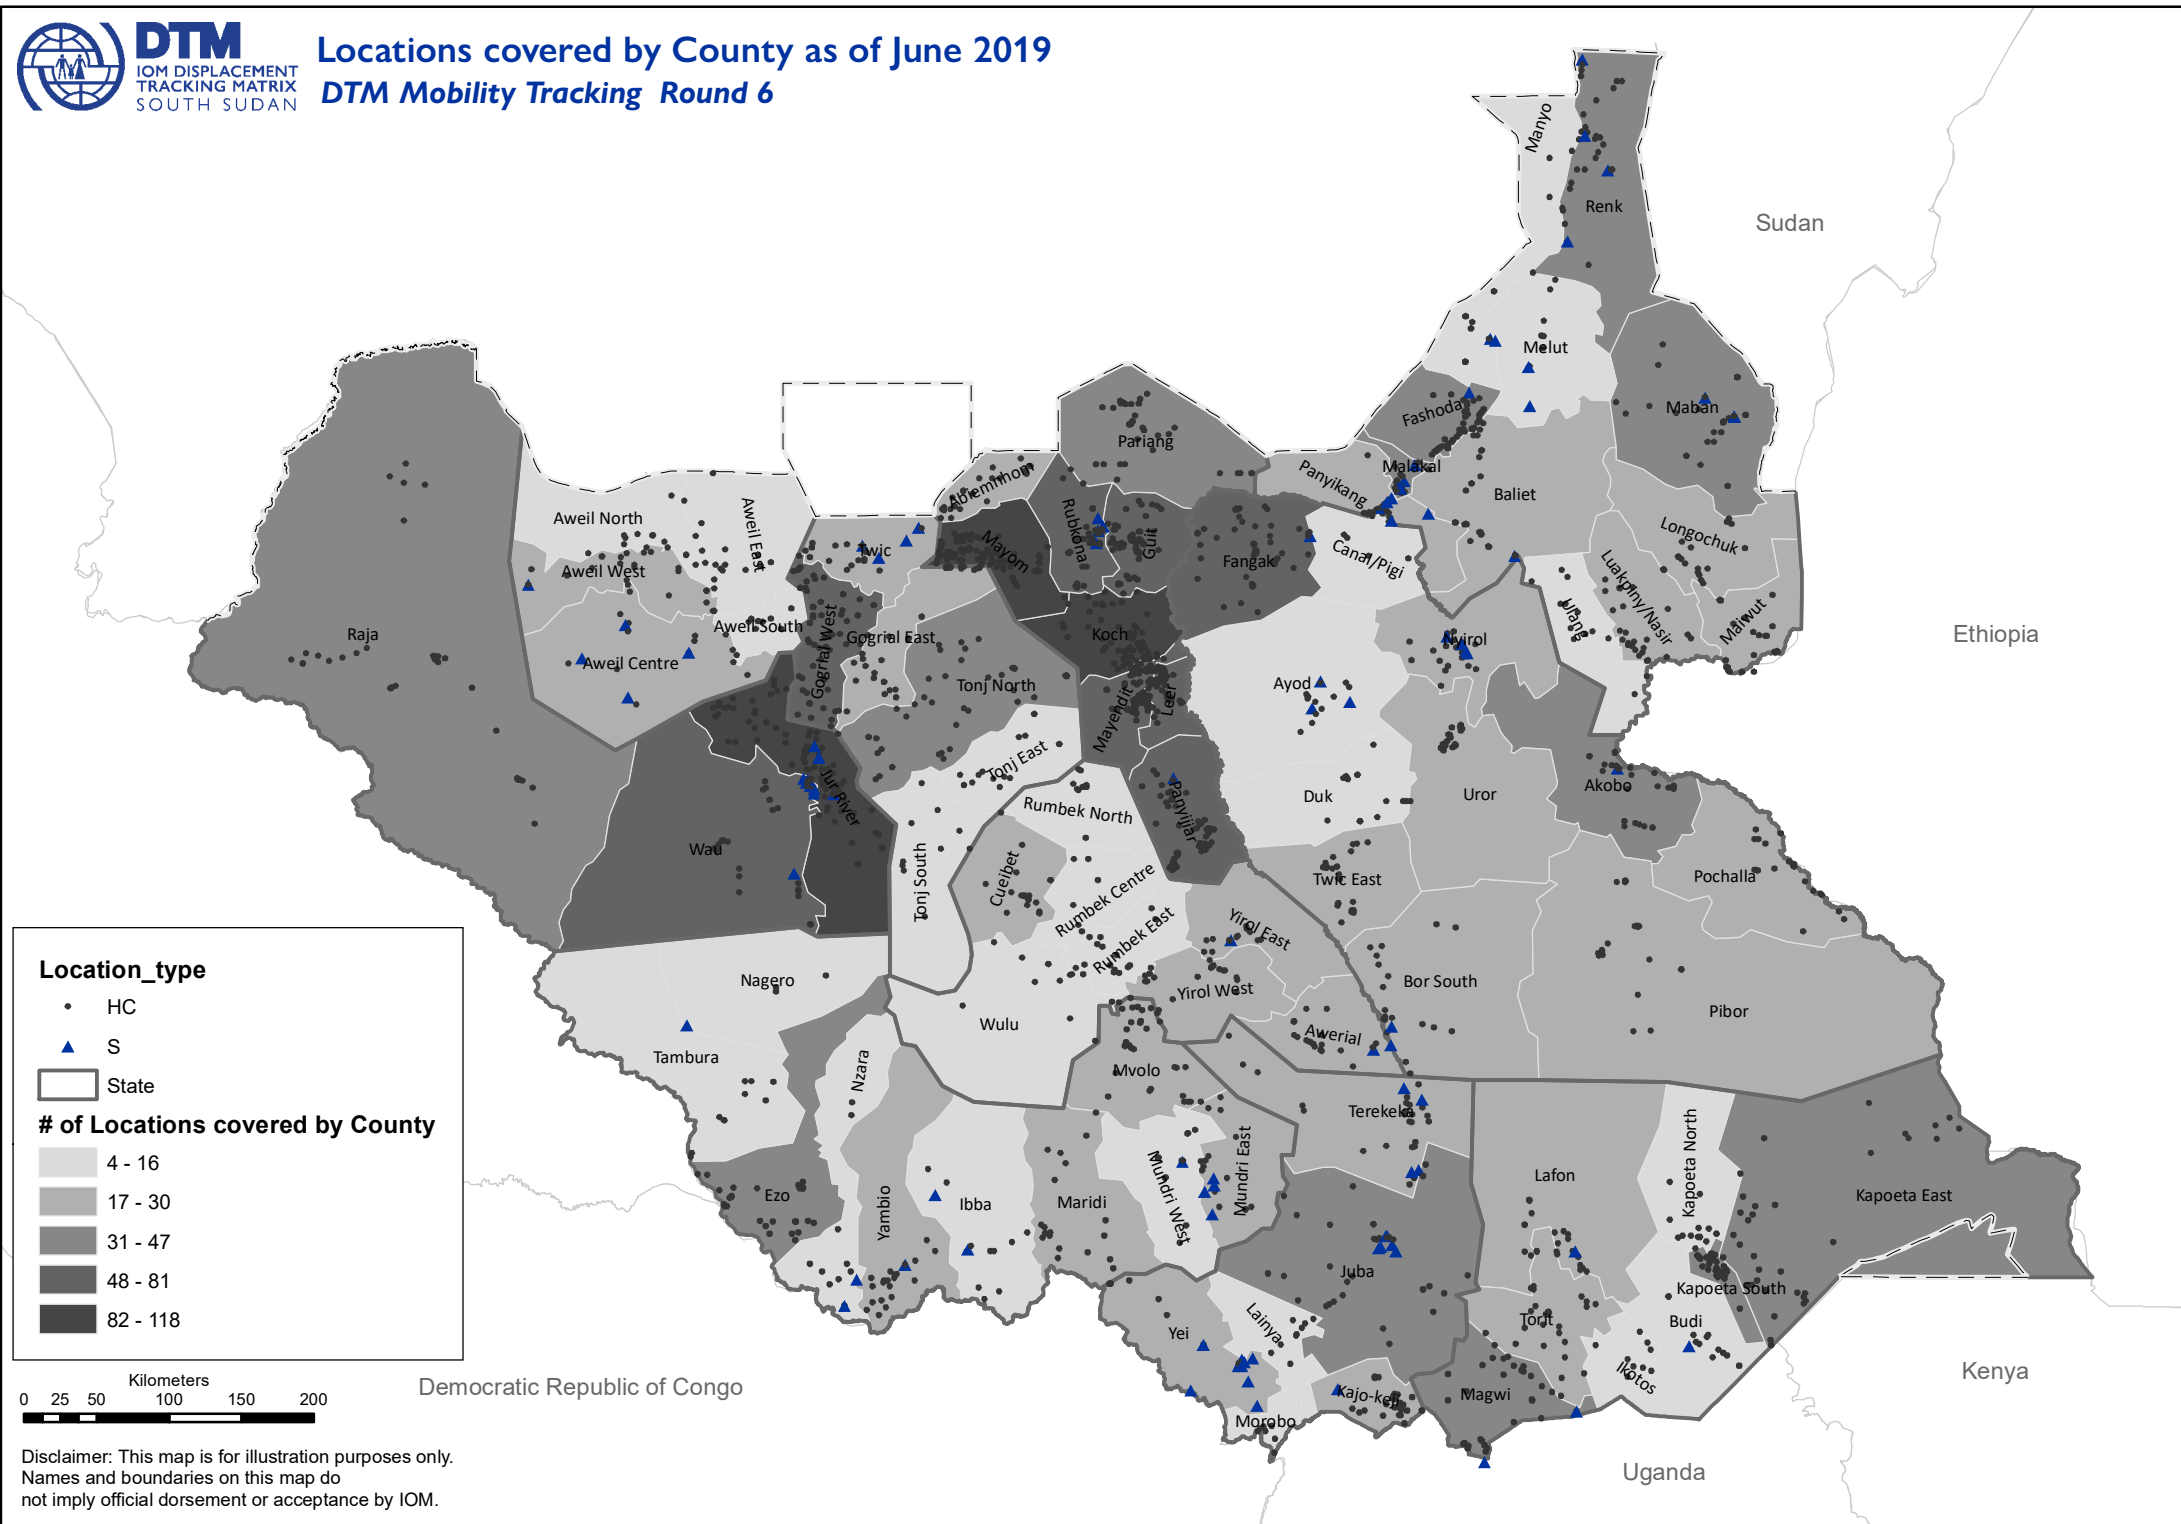 DTM
IOM DISPLACEMENT
TRACKING MATRIX
SOUTH SUDAN
Locations covered by County as of June 2019
DTM Mobility Tracking Round 6
Manyo
Renk
Sudan
Melut
Fashoda
Maban
Pariang
Malakal
Panyikang
Baliet
Abiemnhom
Aweil North
Aweil East
Rubkona
Mayom
Guit
Twic
Longochuk
Canal/Pigi
Fangak
Aweil West
Luakpiny/Nasir
Ulang
Maiwut
Aweil South
Raja
Koch
Gogrial East
Gogrial West
Nyirol
Ethiopia
Aweil Centre
Tonj North
Ayod
Leer
Mayendit
Tonj East
Akobo
Jur River
Duk
Uror
Rumbek North
Panyijiar
Wau
Cueibet
Tonj South
Twic East
Pochalla
Rumbek Centre
Yirol East
Rumbek East
Nagero
Yirol West
Bor South
Pibor
Wulu
Awerial
Tambura
Nzara
Mvolo
Terekeka
Kapoeta North
Mundri East
Lafon
Ezo
Ibba
Maridi
Mundri West
Kapoeta East
Yambio
Juba
Kapoeta South
Lainya
Torit
Budi
Yei
Ikotos
Kenya
Kajo-keji
Magwi
Morobo
Uganda
Democratic Republic of Congo
Location_type
HC
S
State
# of Locations covered by County
4 - 16
17 - 30
31 - 47
48 - 81
82 - 118
Kilometers
0 25 50 100 150 200
Disclaimer: This map is for illustration purposes only.
Names and boundaries on this map do
not imply official dorsement or acceptance by IOM.